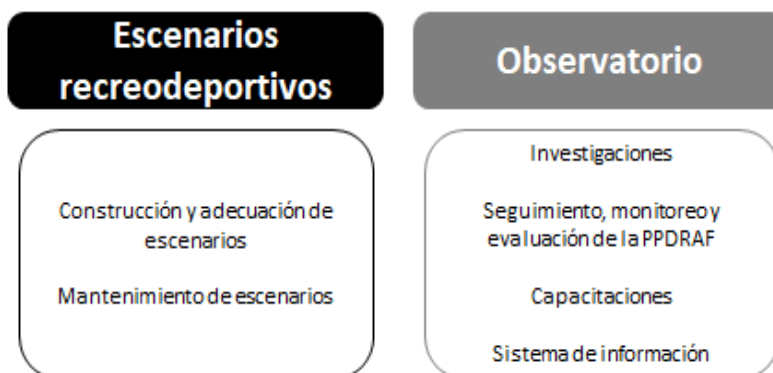 Escenarios
recreodeportivos
Construcción y adecuación de
escenarios
Mantenimiento de escenarios
Observatorio
Investigaciones
Seguimiento, monitoreo y
evaluación de la PPDRAF
Capacitaciones
Sistema de información